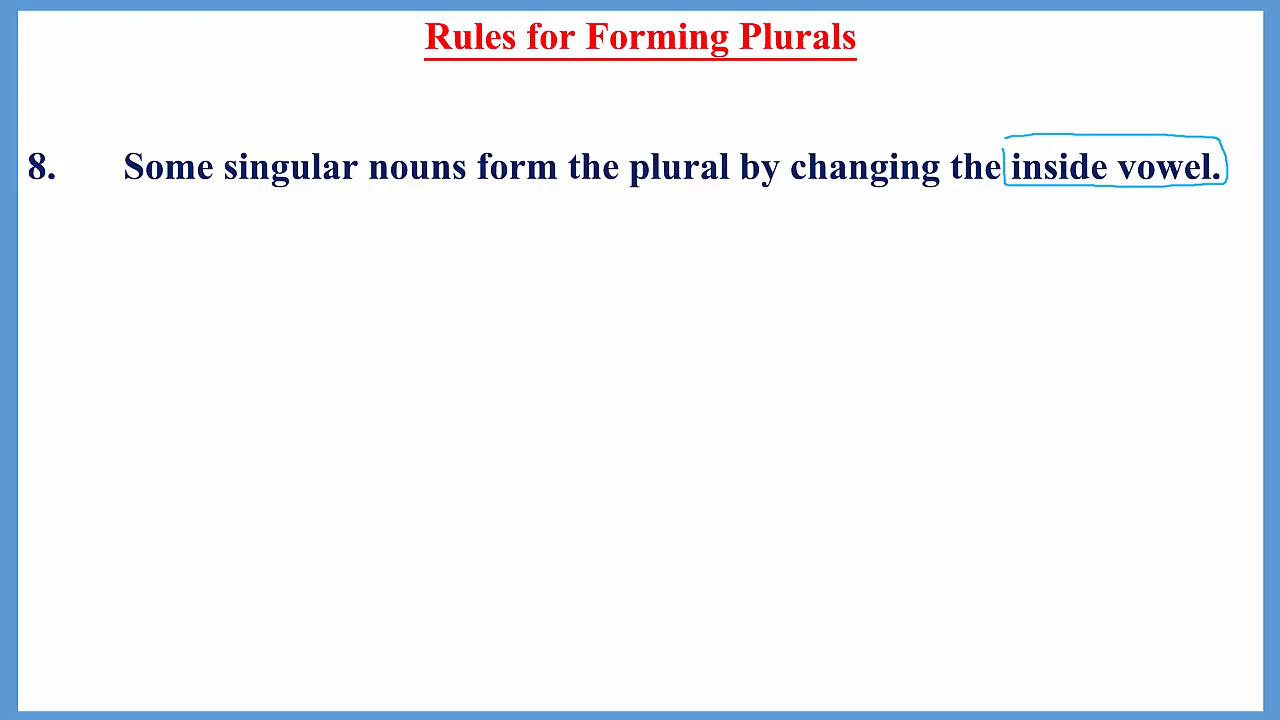 Rules for Forming Plurals
8. Some singular nouns form the plural by changing the inside vowel.